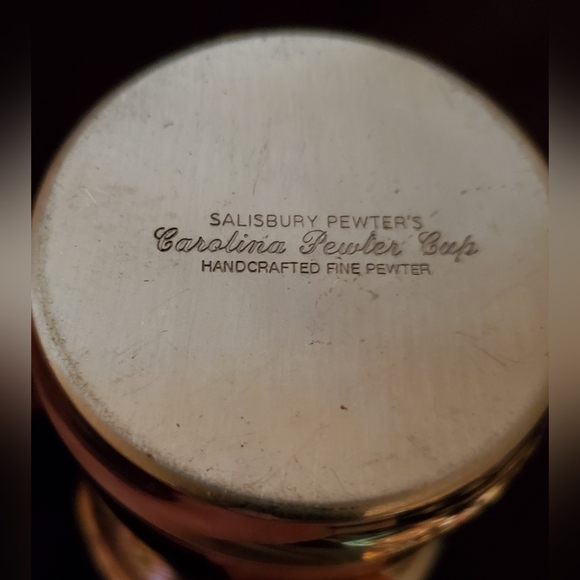 SALISBURY PEWTER'S
Carolina Pewter Cup
HANDCRAFTED FINE PEWTER